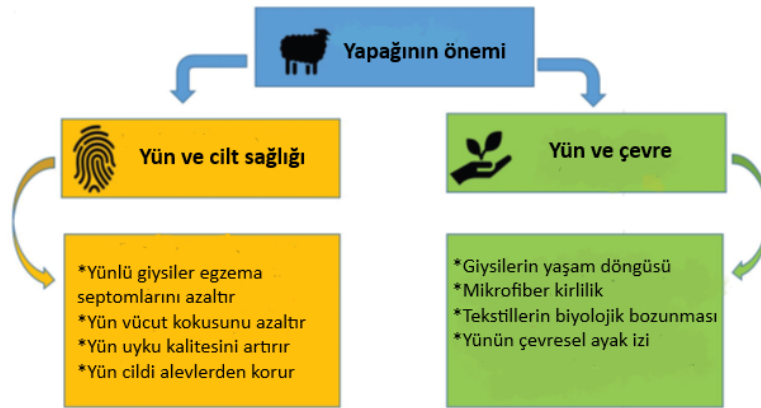 Yapağının önemi
Yün ve cilt sağlığı
*Yünlü giysiler egzema
septomlarını azaltır
*Yün vücut kokusunu azaltır
*Yün uyku kalitesini artırır
*Yün cildi alevlerden korur
Yün ve çevre
*Giysilerin yaşam döngüsü
*Mikrofiber kirlilik
*Tekstillerin biyolojik bozunması
*Yünün çevresel ayak izi